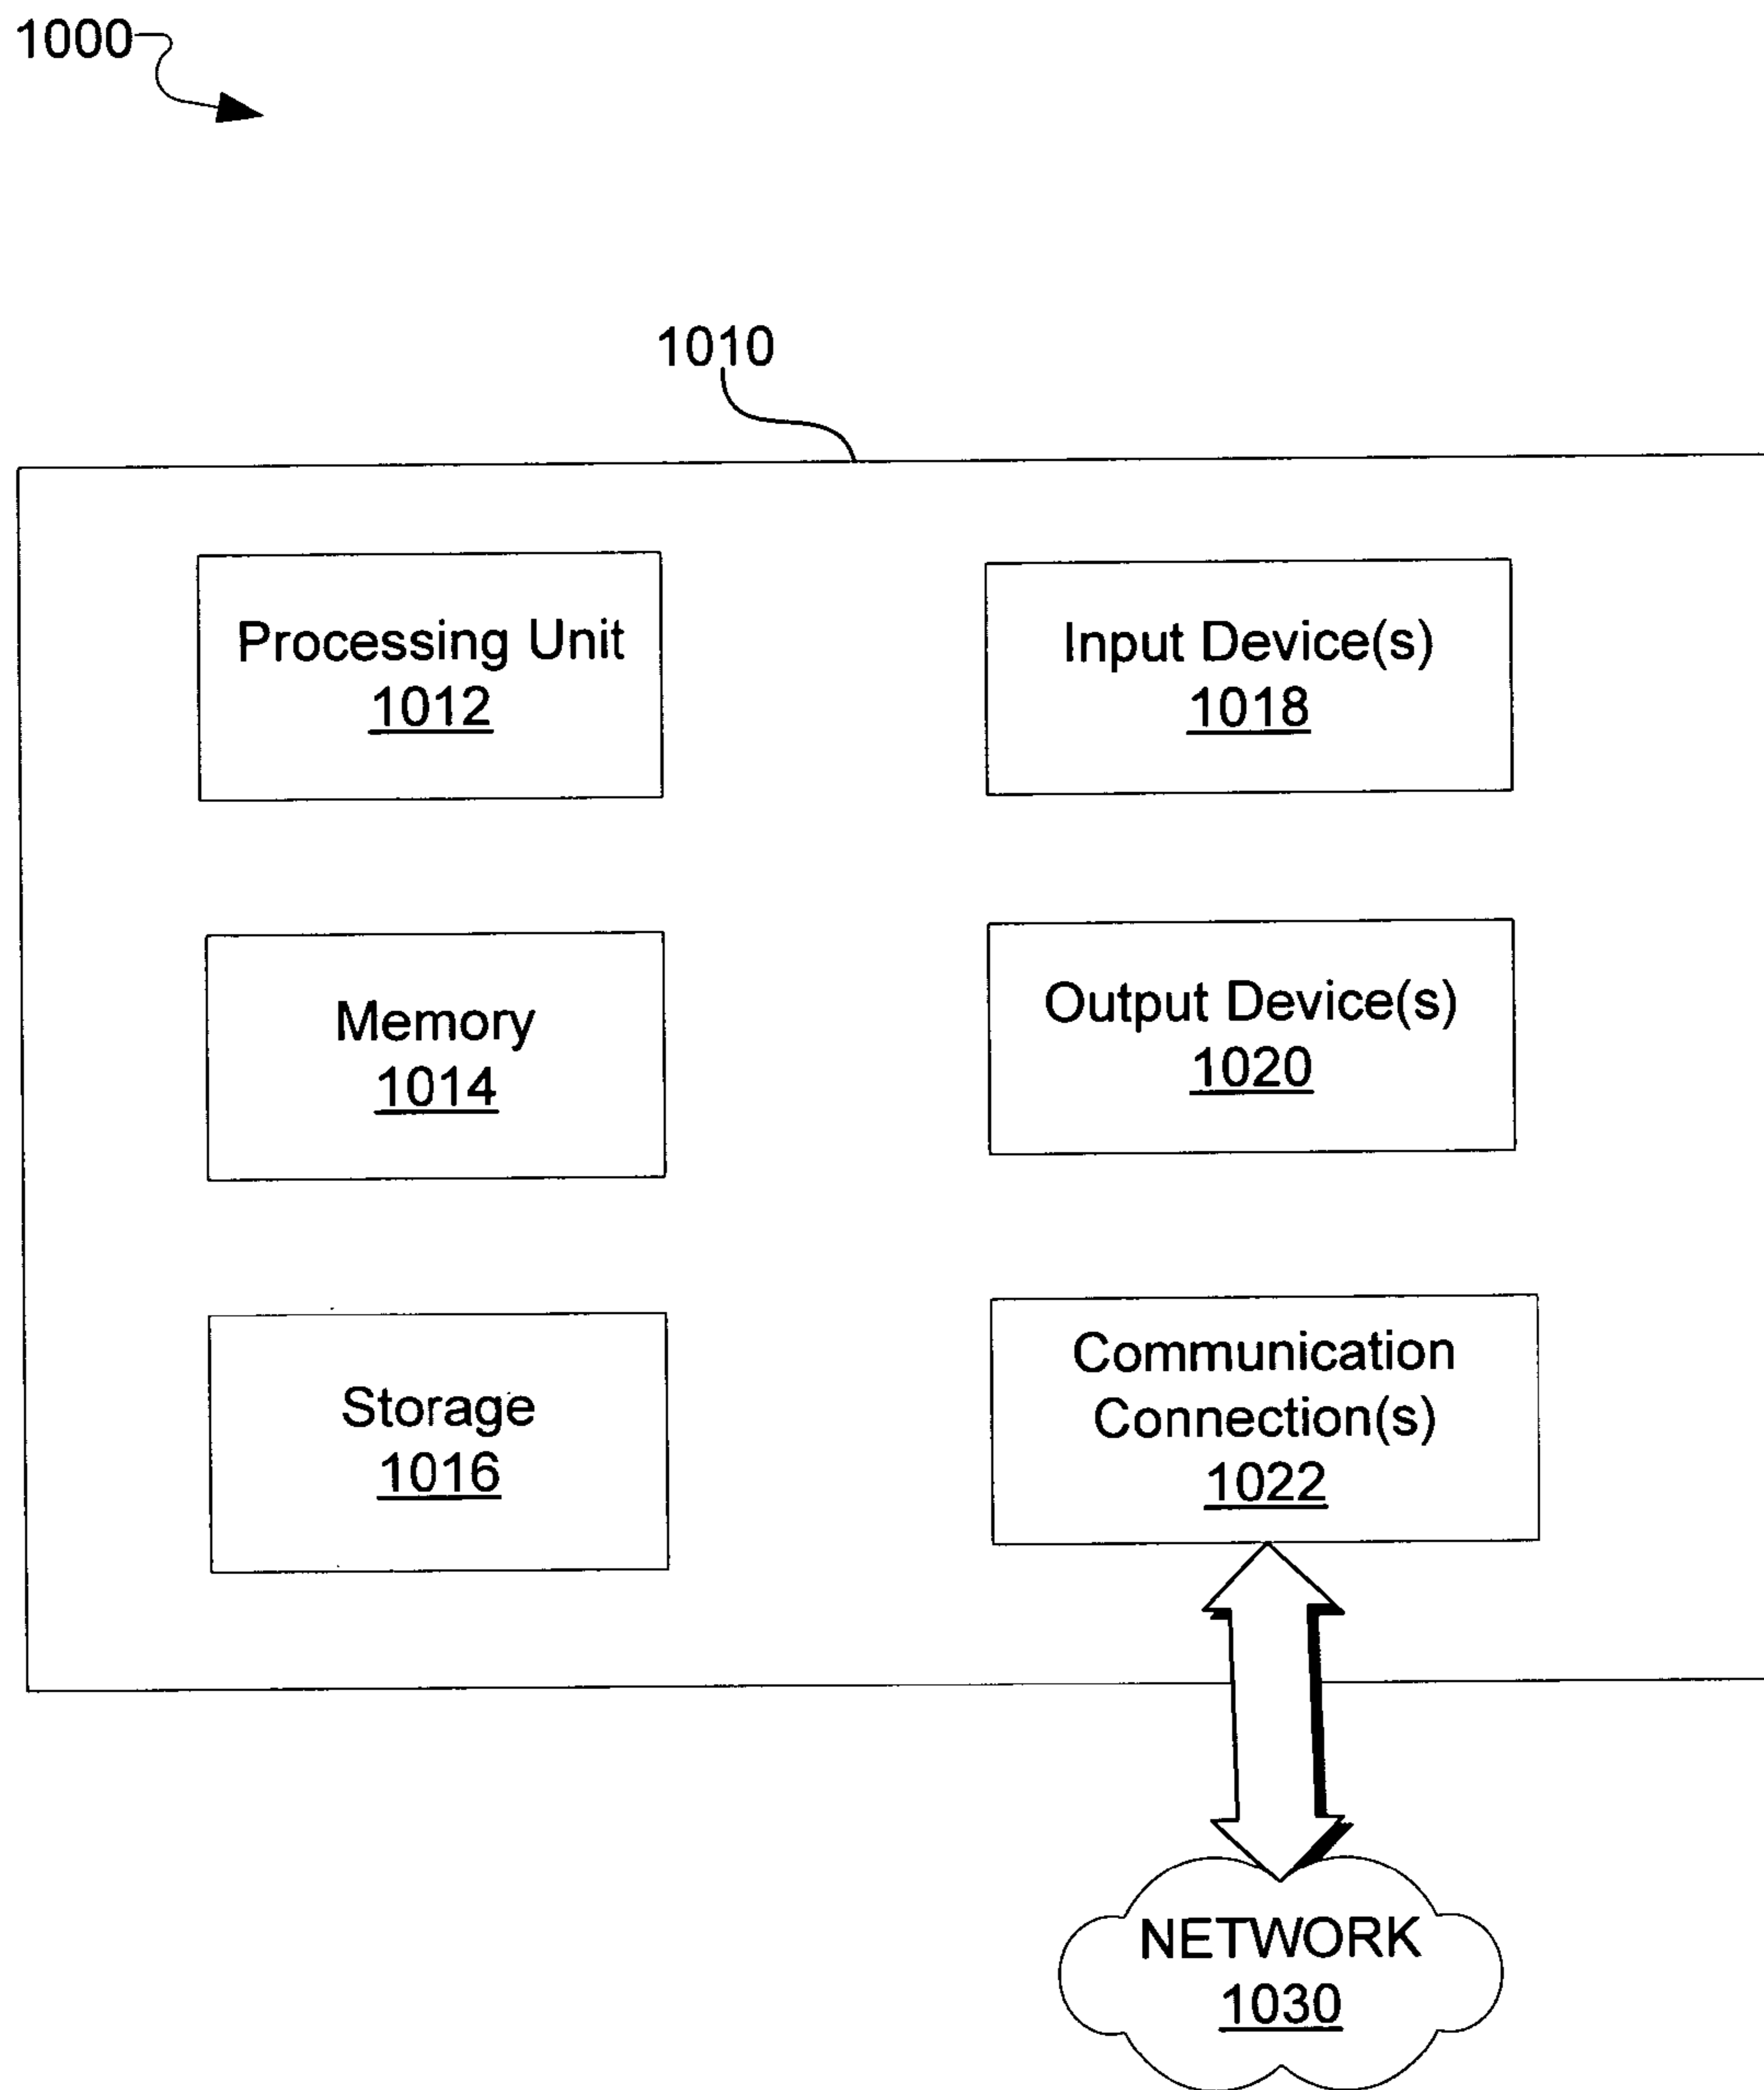 1000
1010
Processing Unit
1012
Input Device(s)
1018
Memory
1014
Output Device(s)
1020
Storage
1016
Communication
Connection(s)
1022
NETWORK
1030